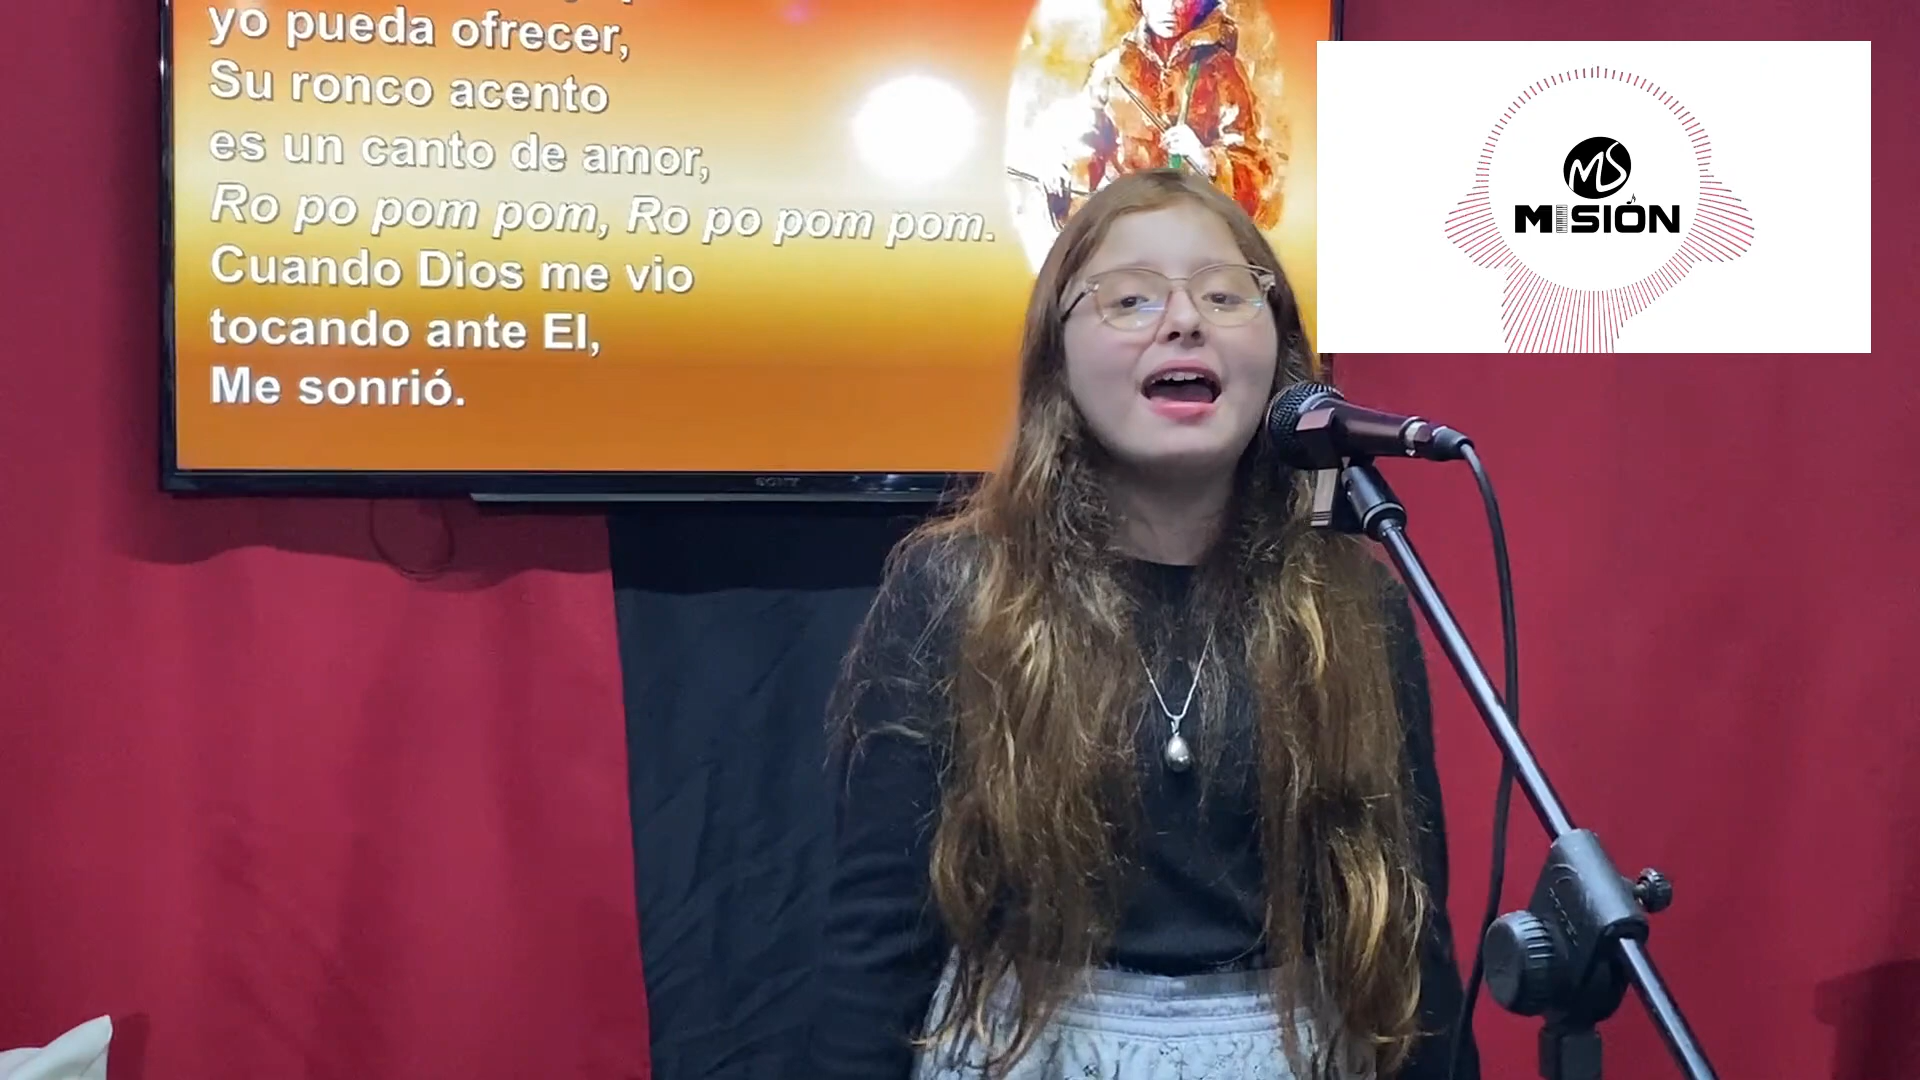 yo pueda ofrecer,
Su ronco acento
es un canto de amor,
Ro po pom pom, Ro po pom pom.
Cuando Dios me vio
tocando ante El,
Me sonrió.
SONY
MS
MISIÓN